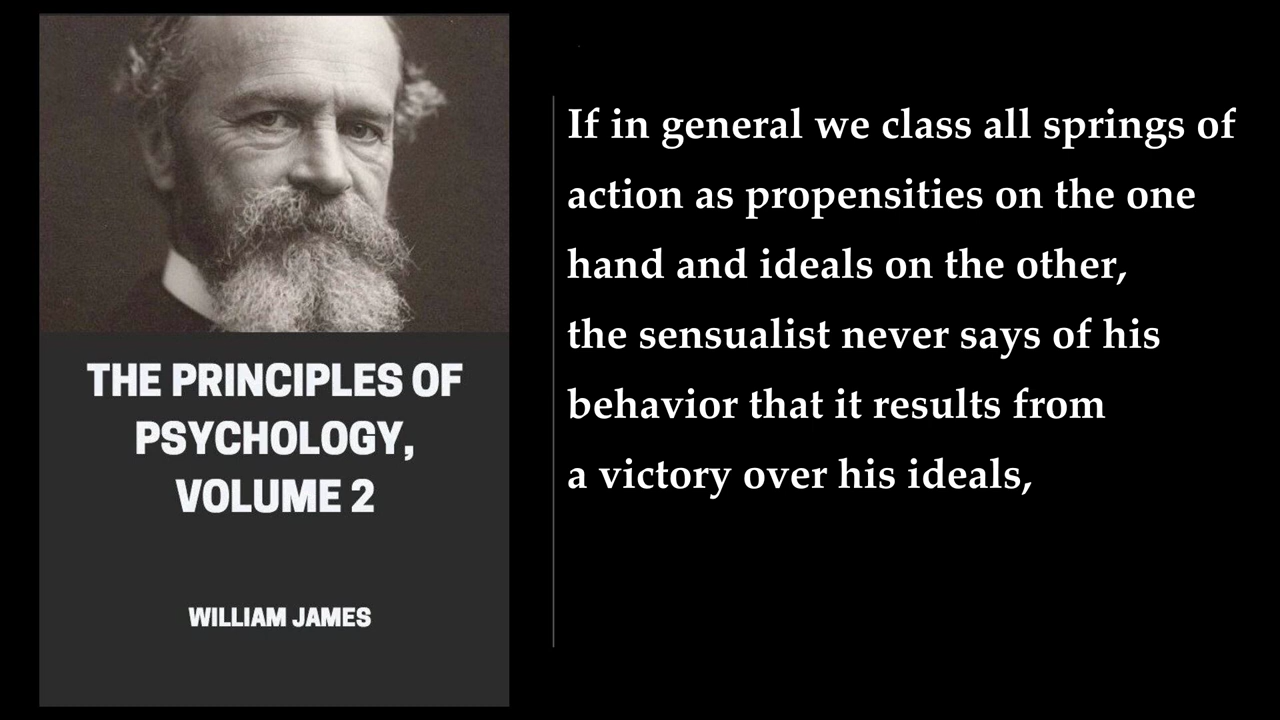 THE PRINCIPLES OF
PSYCHOLOGY,
VOLUME 2
WILLIAM JAMES
If in general we class all springs of
action as propensities on the one
hand and ideals on the other,
the sensualist never says of his
behavior that it results from
a victory over his ideals,